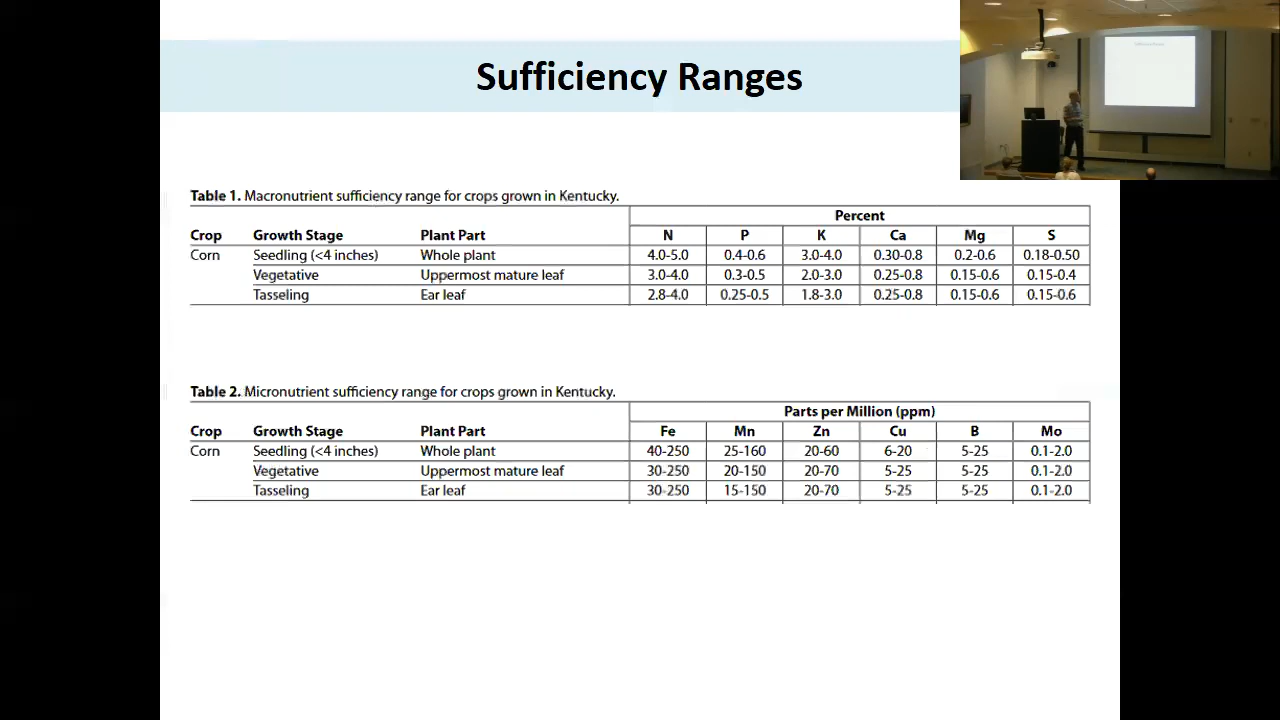 Sufficiency Ranges
Table 1. Macronutrient sufficiency range for crops grown in Kentucky.
Percent
Crop Growth Stage Plant Part N P K Ca Mg S
Corn Seedling (<4 inches) Whole plant 4.0-5.0 0.4-0.6 3.0-4.0 0.30-0.8 0.2-0.6 0.18-0.50
Vegetative Uppermost mature leaf 3.0-4.0 0.3-0.5 2.0-3.0 0.25-0.8 0.15-0.6 0.15-0.4
Tasseling Ear leaf 2.8-4.0 0.25-0.5 1.8-3.0 0.25-0.8 0.15-0.6 0.15-0.6
Table 2. Micronutrient sufficiency range for crops grown in Kentucky.
Parts per Million (ppm)
Crop Growth Stage Plant Part Fe Mn Zn Cu B Mo
Corn Seedling (<4 inches) Whole plant 40-250 25-160 20-60 6-20 5-25 0.1-2.0
Vegetative Uppermost mature leaf 30-250 20-150 20-70 5-25 5-25 0.1-2.0
Tasseling Ear leaf 30-250 15-150 20-70 5-25 5-25 0.1-2.0